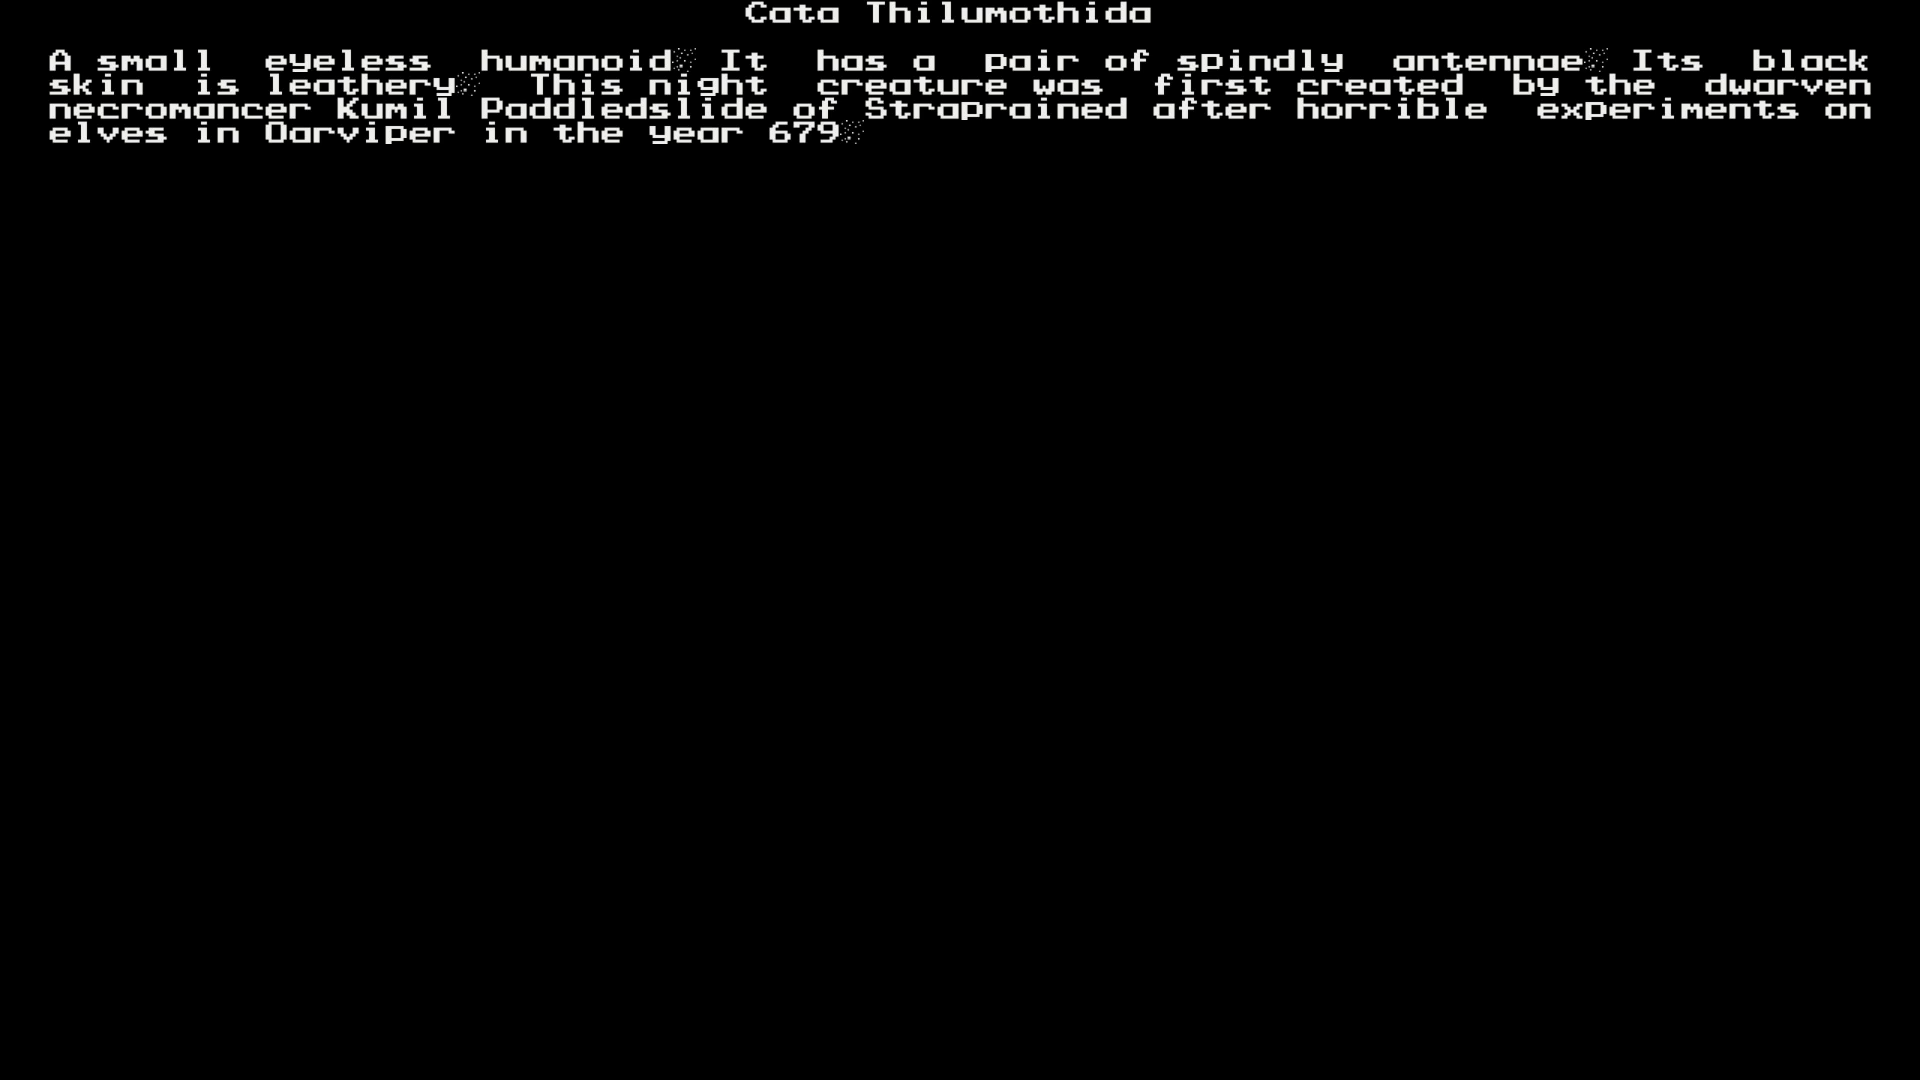 Cata Thilumothida
A small eyeless humanoid. It has a pair of spindly antennae. Its black
skin is leathery. This night creature was first created by the dwarven
necromancer Kumil Paddledslide of Straprained after horrible experiments on
elves in Oarviper in the year 679.